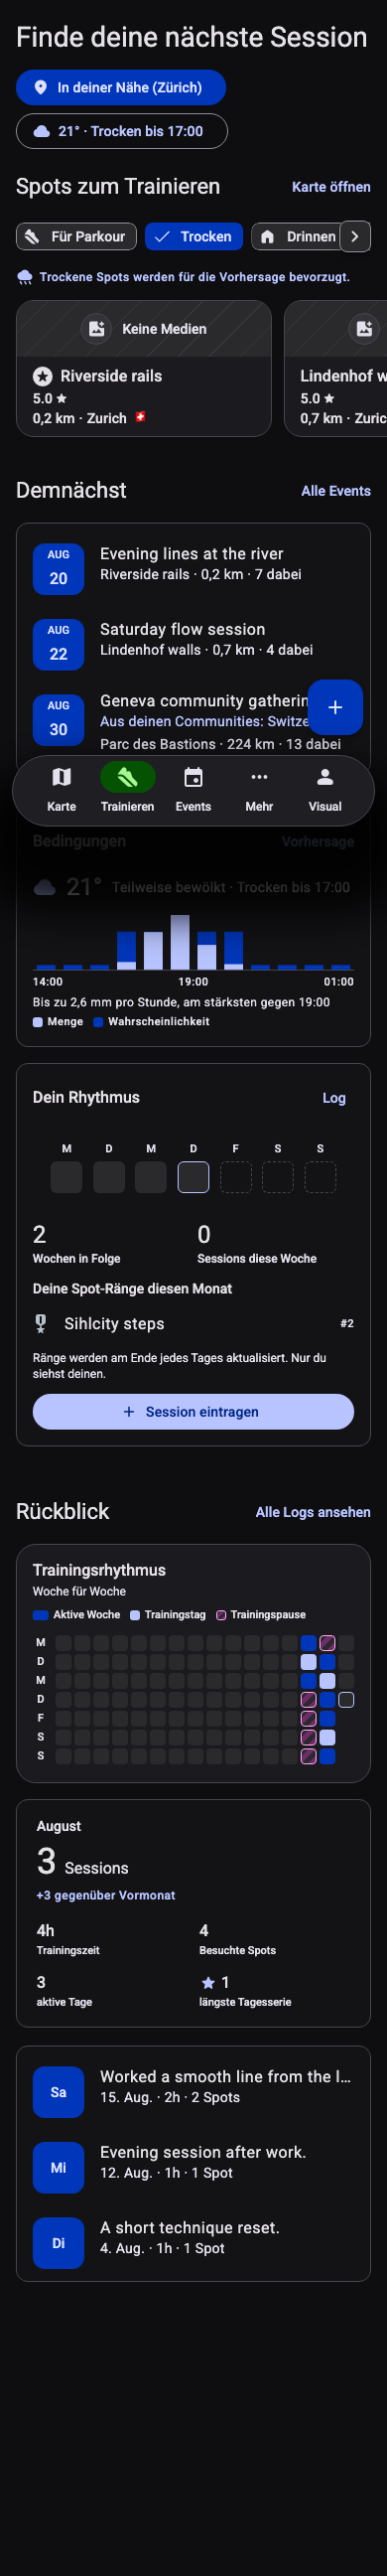 Finde deine nächste Session
In deiner Nähe (Zürich)
21° · Trocken bis 17:00
Spots zum Trainieren
Karte öffnen
Für Parkour
Trocken
Drinnen
Trockene Spots werden für die Vorhersage bevorzugt.
Keine Medien
Riverside rails
5.0
0,2 km · Zurich
Lindenhof w
5.0
0,7 km · Zuric
Demnächst
Alle Events
AUG
20
Evening lines at the river
Riverside rails · 0,2 km · 7 dabei
AUG
22
Saturday flow session
Lindenhof walls · 0,7 km · 4 dabei
AUG
30
Geneva community gatherin
Aus deinen Communities: Switze
Parc des Bastions · 224 km · 13 dabei
Karte
Trainieren
Events
Mehr
Visual
Bedingungen
Vorhersage
21° Teilweise bewölkt · Trocken bis 17:00
14:00
19:00
01:00
Bis zu 2,6 mm pro Stunde, am stärksten gegen 19:00
Menge
Wahrscheinlichkeit
Dein Rhythmus
Log
M D M D F S S
2
Wochen in Folge
0
Sessions diese Woche
Deine Spot-Ränge diesen Monat
Sihlcity steps
#2
Ränge werden am Ende jedes Tages aktualisiert. Nur du
siehst deinen.
Session eintragen
Rückblick
Alle Logs ansehen
Trainingsrhythmus
Woche für Woche
Aktive Woche
Trainingstag
Trainingspause
M
D
M
D
F
S
S
August
3 Sessions
+3 gegenüber Vormonat
4h
Trainingszeit
4
Besuchte Spots
3
aktive Tage
1
längste Tagesserie
Sa
Worked a smooth line from the l...
15. Aug. · 2h · 2 Spots
Mi
Evening session after work.
12. Aug. · 1h · 1 Spot
Di
A short technique reset.
4. Aug. · 1h · 1 Spot